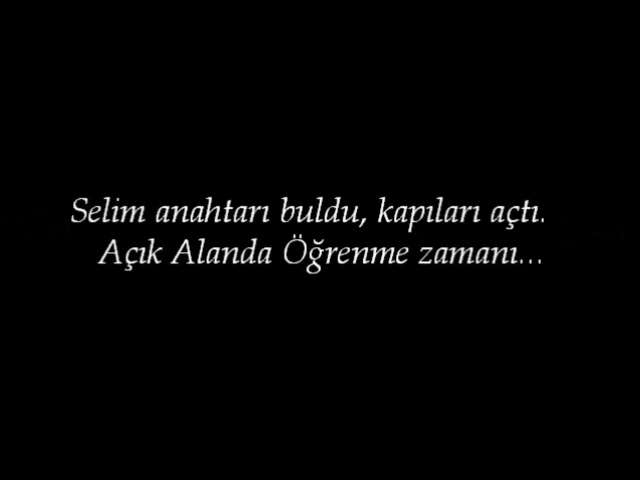 Selim anahtarı buldu, kapıları açtı.
Açık Alanda Öğrenme zamanı...